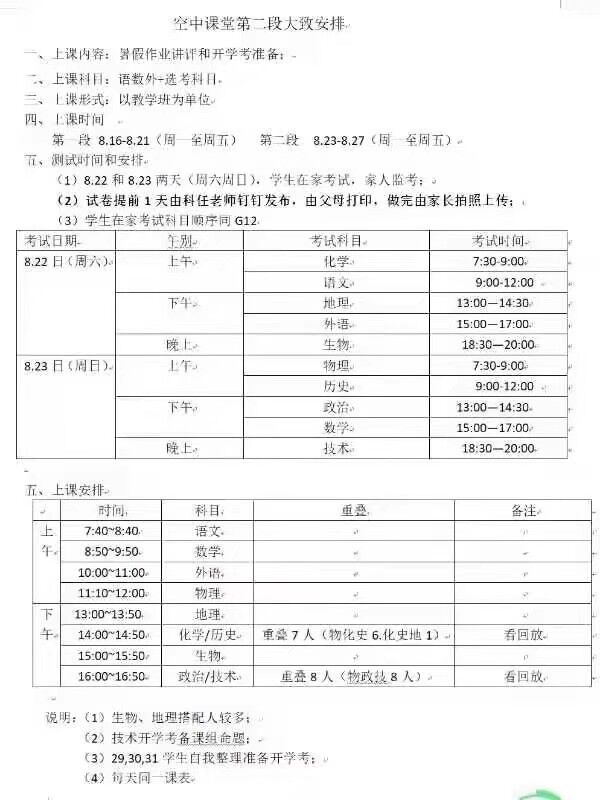 空中课堂第二段大致安排
一、上课内容：暑假作业讲评和开学考准备；
二、上课科目：语数外+选考科目
三、上课形式：以教学班为单位
四、上课时间
第一段 8.16-8.21（周一至周五） 第二段 8.23-8.27（周一至周五）
五、测试时间和安排
（1）8.22 和 8.23 两天（周六周日），学生在家考试，家人监考；
（2）试卷提前 1 天由科任老师钉钉发布，由父母打印，做完由家长拍照上传；
（3）学生在家考试科目顺序同 G12
考试日期 午别 考试科目 考试时间
8.22 日（周六） 上午 化学 7:30-9:00
语文 9:00-12:00
下午 地理 13:00—14:30
外语 15:00—17:00
晚上 生物 18:30—20:00
8.23 日（周日） 上午 物理 7:30-9:00
历史 9:00-12:00
下午 政治 13:00—14:30
数学 15:00—17:00
晚上 技术 18:30—20:00
五、上课安排
时间 科目 重叠 备注
上午 7:40~8:40 语文
8:50~9:50 数学
10:00~11:00 外语
11:10~12:00 物理
下午 13:00~13:50 地理
14:00~14:50 化学/历史 重叠 7 人（物化史 6.化史地 1） 看回放
15:00~15:50 生物
16:00~16:50 政治/技术 重叠 8 人（物政技 8 人） 看回放
说明：（1）生物、地理搭配人较多；
（2）技术开学考备课组命题；
（3）29,30,31 学生自我整理准备开学考；
（4）每天同一课表